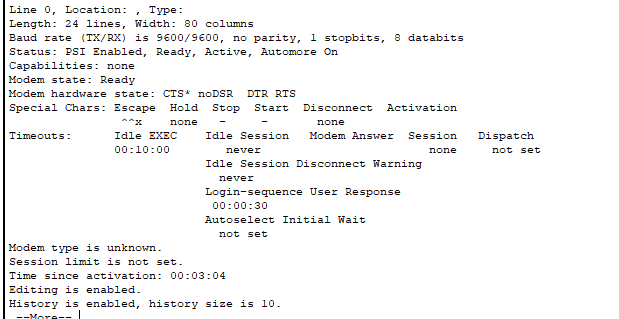 Line 0, Location: , Type:
Length: 24 lines, Width: 80 columns
Baud rate (TX/RX) is 9600/9600, no parity, 1 stopbits, 8 databits
Status: PSI Enabled, Ready, Active, Automore On
Capabilities: none
Modem state: Ready
Modem hardware state: CTS* noDSR  DTR RTS
Special Chars: Escape  Hold  Stop  Start  Disconnect  Activation
                ^^x    none   -     -       none
Timeouts:      Idle EXEC    Idle Session   Modem Answer  Session   Dispatch
               00:10:00        never                        none     not set
                            Idle Session Disconnect Warning
                              never
                            Login-sequence User Response
                             00:00:30
                            Autoselect Initial Wait
                              not set
Modem type is unknown.
Session limit is not set.
Time since activation: 00:03:04
Editing is enabled.
History is enabled, history size is 10.
 --More--